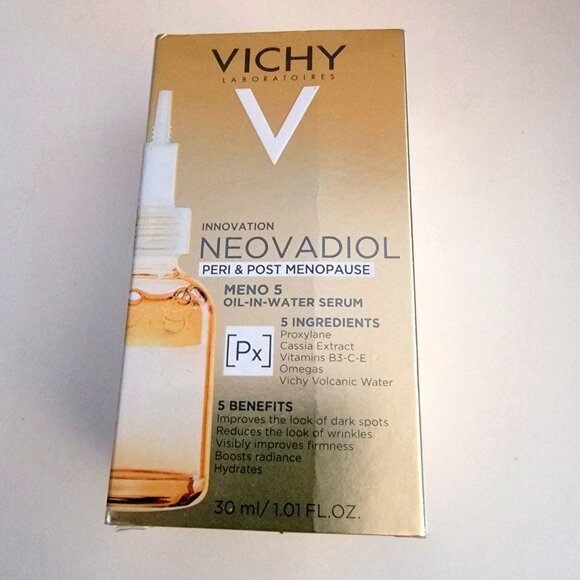 VICHY
LABORATOIRES
V
INNOVATION
NEOVADIOL
PERI & POST MENOPAUSE
MENO 5
OIL-IN-WATER SERUM
5 INGREDIENTS
[Px]
Proxylane
Cassia Extract
Vitamins B3-C-E
Omegas
Vichy Volcanic Water
5 BENEFITS
Improves the look of dark spots
Reduces the look of wrinkles
Visibly improves firmness
Boosts radiance
Hydrates
30 ml/ 1.01 FL.OZ.